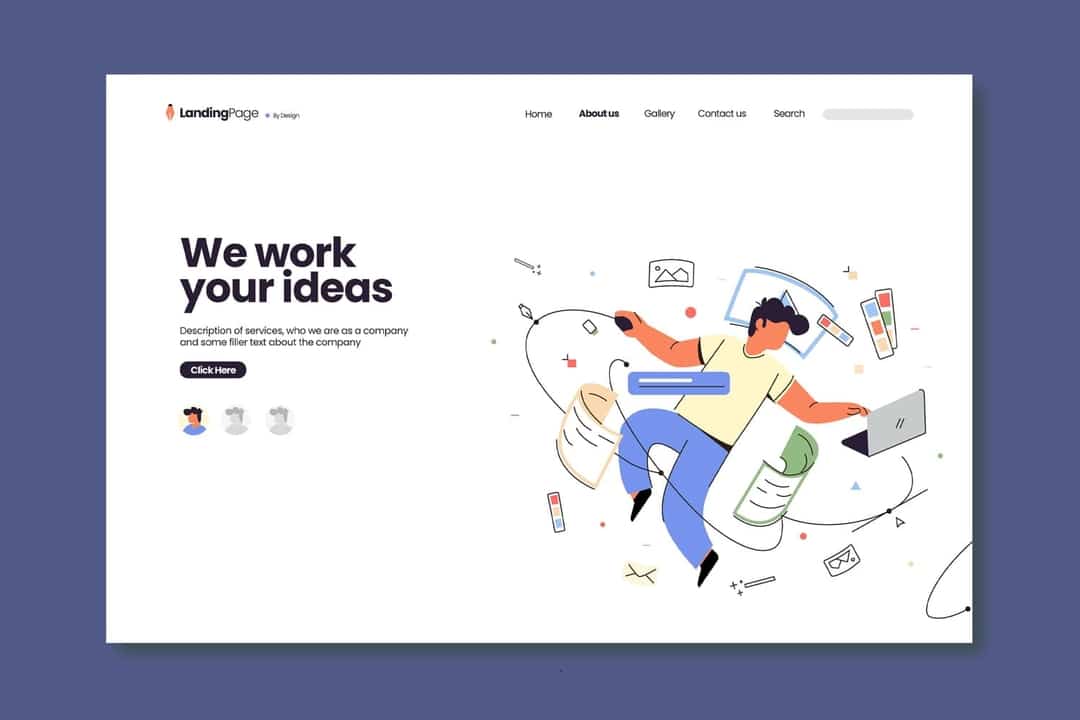 LandingPage By Design
Home About us Gallery Contact us Search
We work
your ideas
Description of services, who we are as a company
and some filler text about the company
Click Here